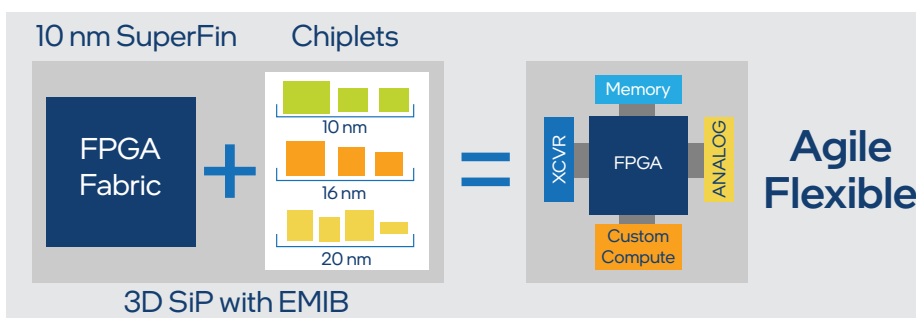 10 nm SuperFin
Chiplets
FPGA
Fabric
+
10 nm
16 nm
20 nm
3D SiP with EMIB
=
Memory
XCVR
FPGA
ANALOG
Custom
Compute
Agile
Flexible